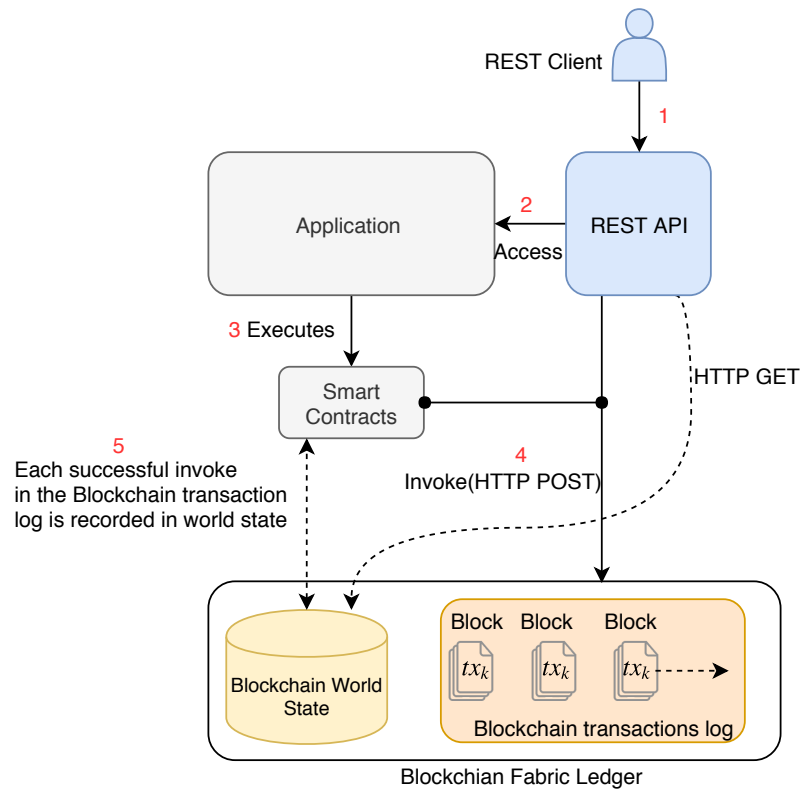 REST Client
1
Application
2
Access
REST API
3 Executes
HTTP GET
Smart
Contracts
5
Each successful invoke
in the Blockchain transaction
log is recorded in world state
4
Invoke(HTTP POST)
Block Block Block
tx_k tx_k tx_k
Blockchain World
State
Blockchain transactions log
Blockchian Fabric Ledger